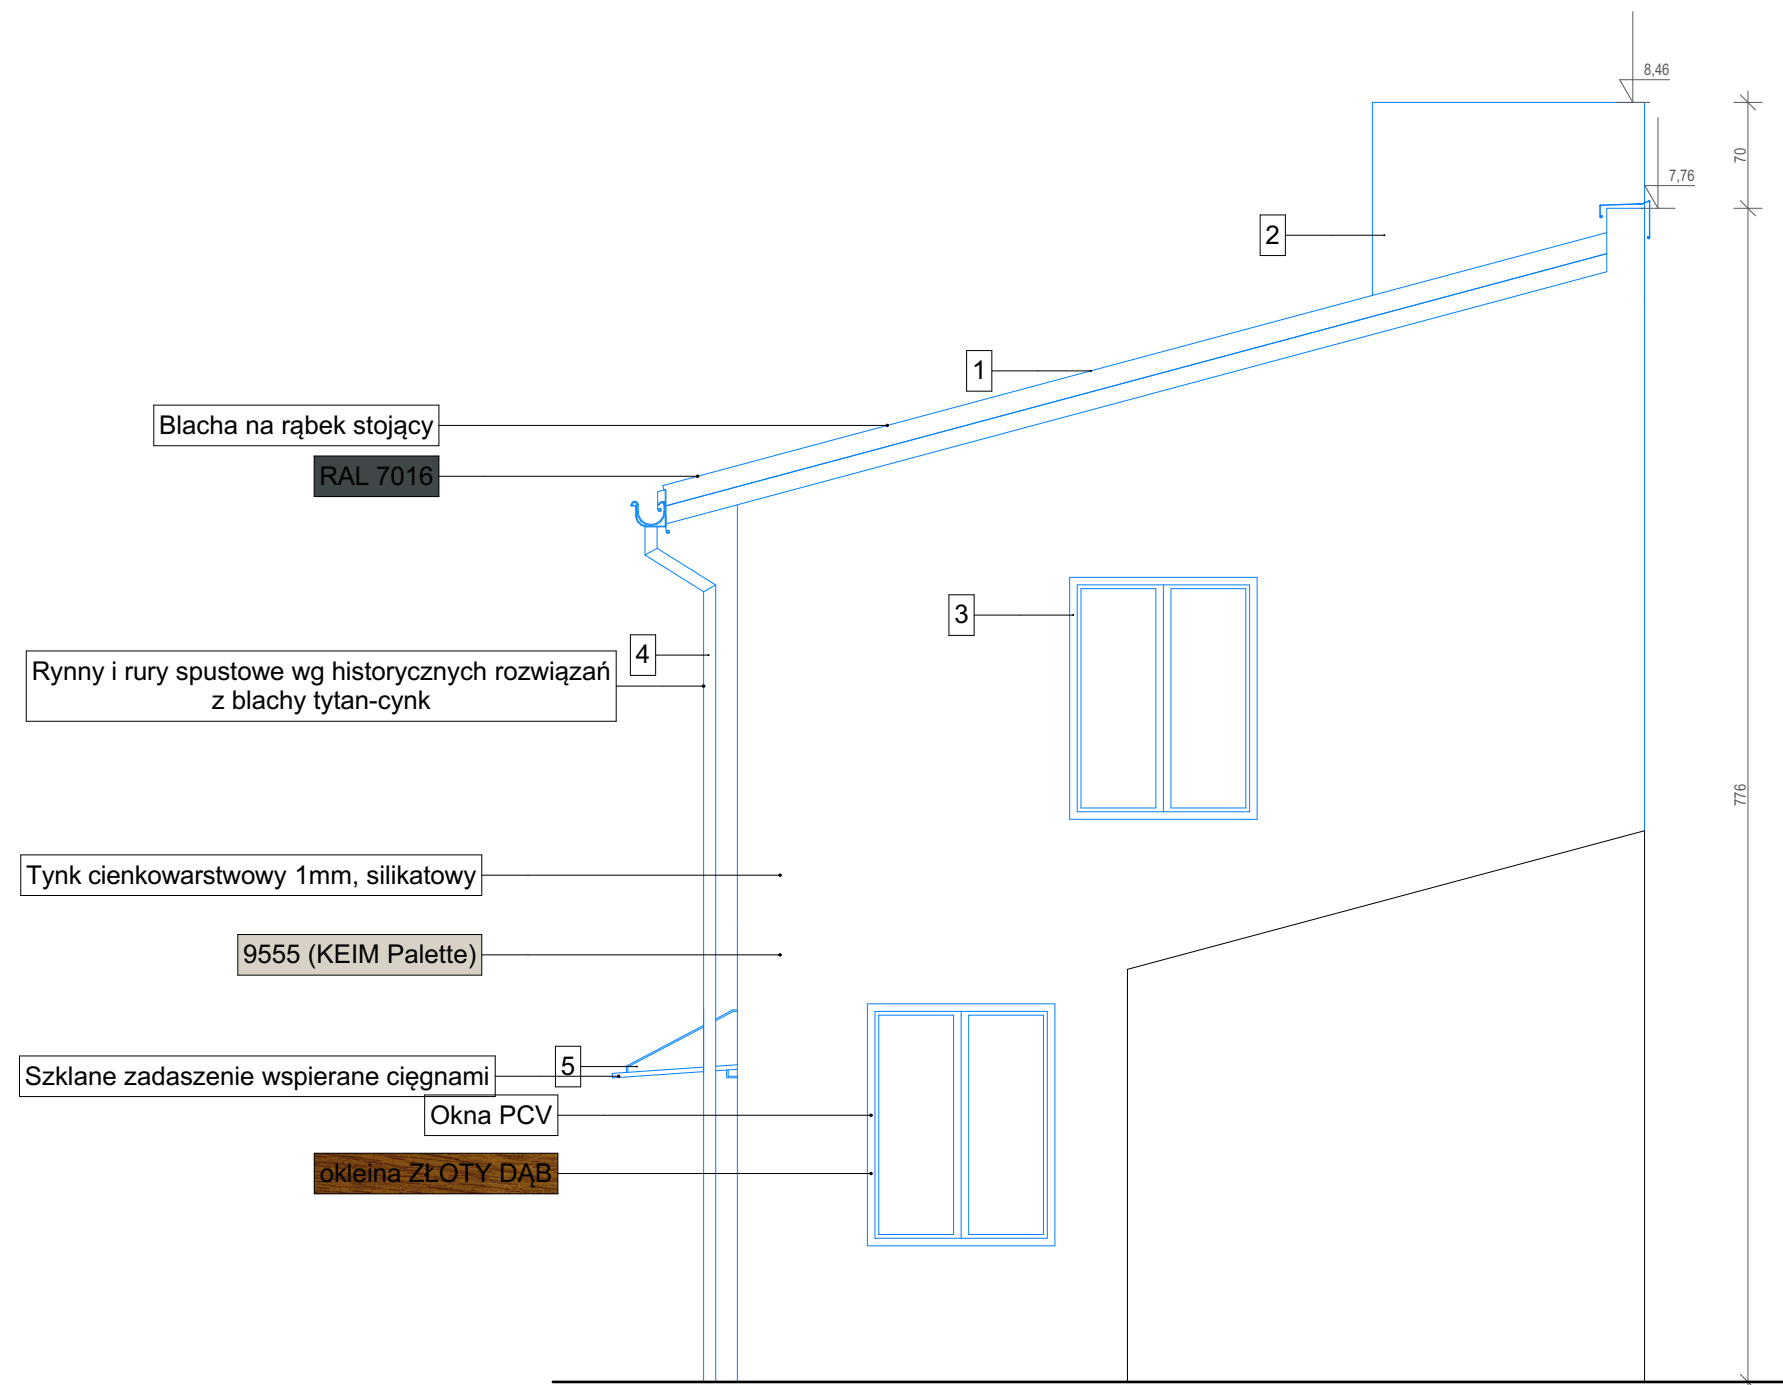 8,46
70
7,76
2
1
Blacha na rąbek stojący
RAL 7016
3
4
Rynny i rury spustowe wg historycznych rozwiązań
z blachy tytan-cynk
776
Tynk cienkowarstwowy 1mm, silikatowy
9555 (KEIM Palette)
5
Szklane zadaszenie wspierane cięgnami
Okna PCV
okleina ZŁOTY DĄB